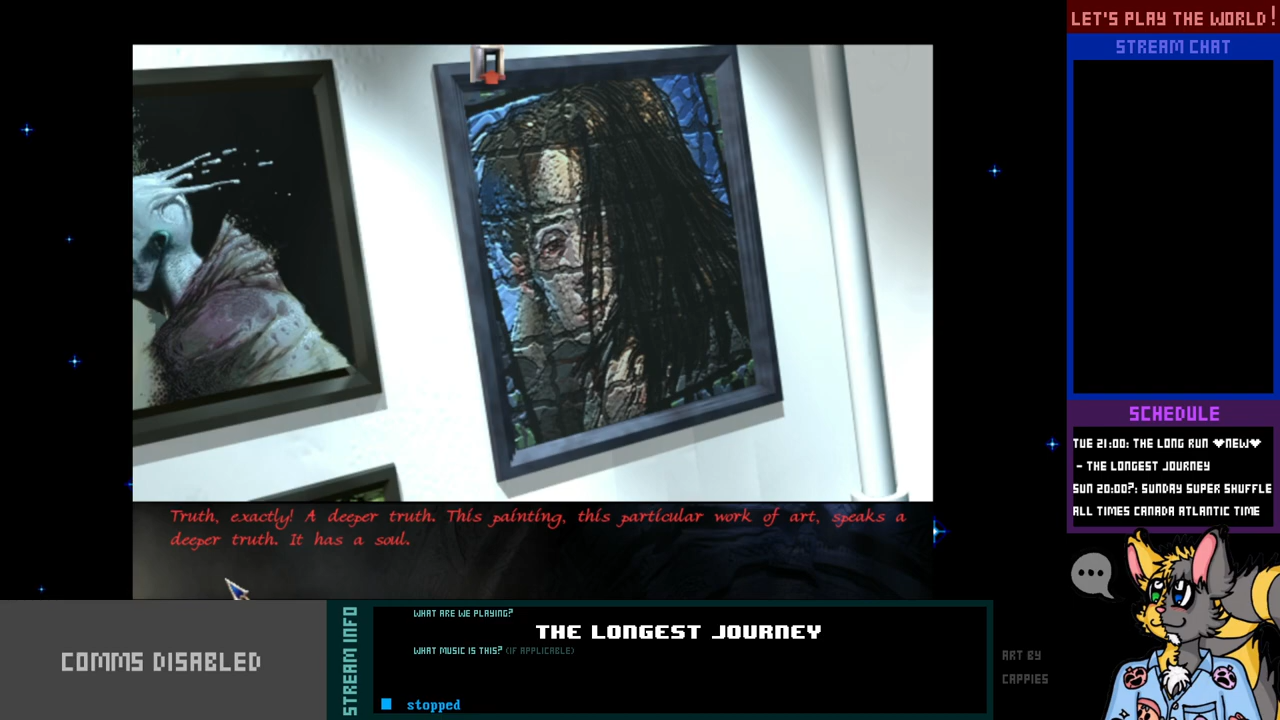 LET'S PLAY THE WORLD!
STREAM CHAT
SCHEDULE
TUE 21:00: THE LONG RUN ❤NEW❤
- THE LONGEST JOURNEY
SUN 20:00?: SUNDAY SUPER SHUFFLE
ALL TIMES CANADA ATLANTIC TIME
Truth, exactly! A deeper truth. This painting, this particular work of art, speaks a
deeper truth. It has a soul.
COMMS DISABLED
STREAM INFO
WHAT ARE WE PLAYING?
THE LONGEST JOURNEY
WHAT MUSIC IS THIS? (IF APPLICABLE)
stopped
ART BY
CAPPIES